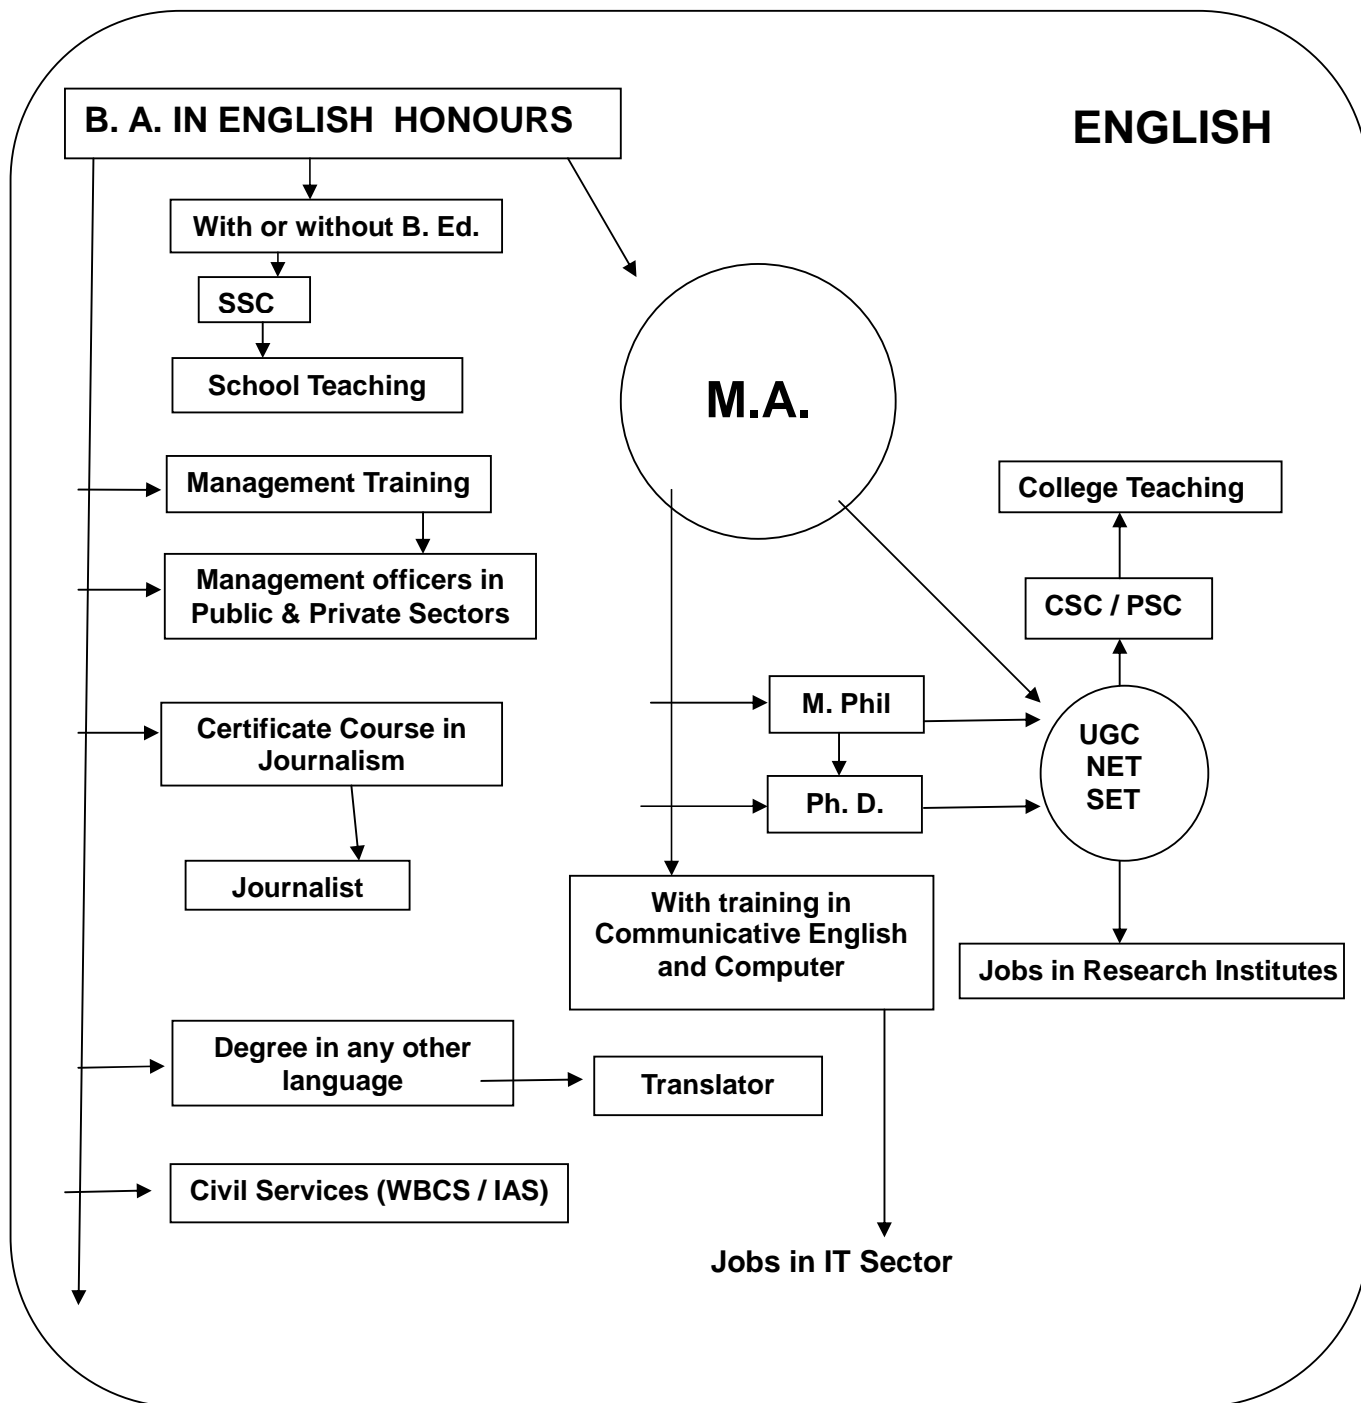 B. A. IN ENGLISH HONOURS
ENGLISH
With or without B. Ed.
SSC
School Teaching
M.A.
Management Training
College Teaching
Management officers in
Public & Private Sectors
CSC / PSC
M. Phil
Certificate Course in
Journalism
UGC
NET
SET
Ph. D.
Journalist
With training in
Communicative English
and Computer
Jobs in Research Institutes
Degree in any other
language
Translator
Civil Services (WBCS / IAS)
Jobs in IT Sector